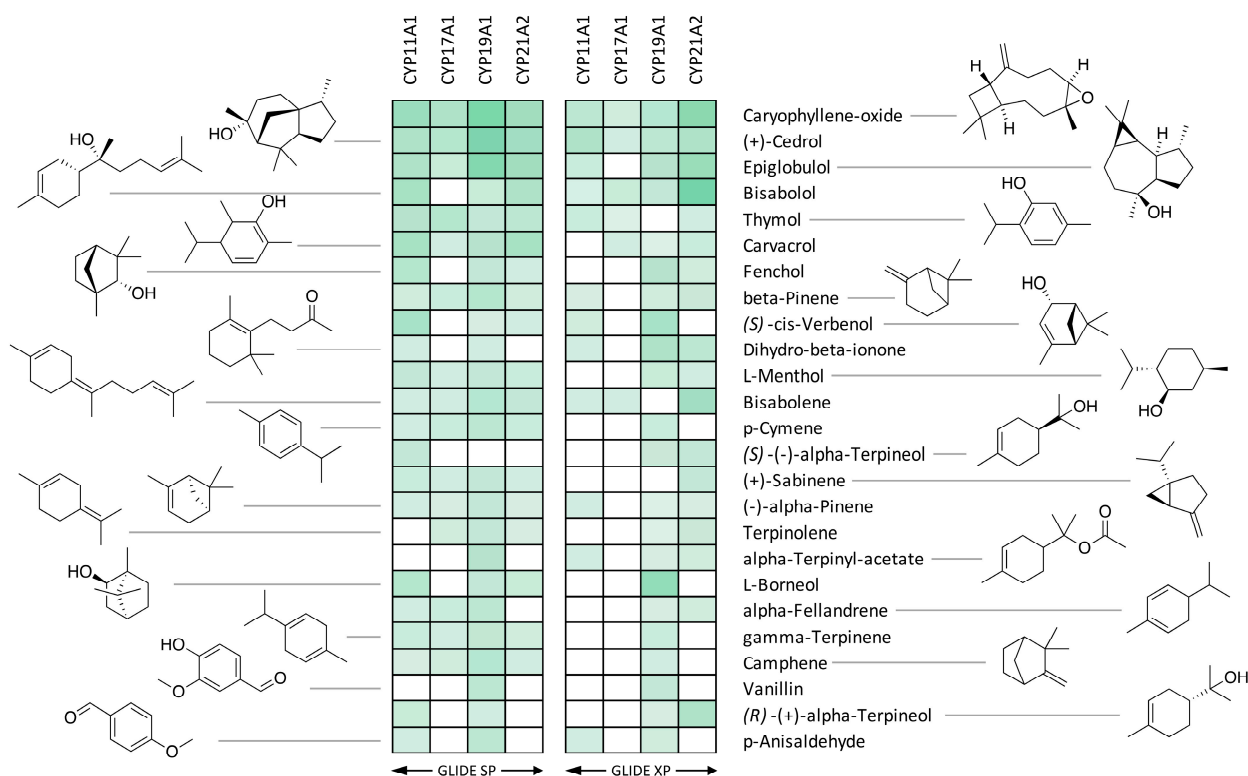 CYP11A1 CYP17A1 CYP19A1 CYP21A2 CYP11A1 CYP17A1 CYP19A1 CYP21A2
Caryophyllene-oxide
(+)-Cedrol
Epiglobulol
Bisabolol
Thymol
Carvacrol
Fenchol
beta-Pinene
(S)-cis-Verbenol
Dihydro-beta-ionone
L-Menthol
Bisabolene
p-Cymene
(S)-(-)-alpha-Terpineol
(+)-Sabinene
(-)-alpha-Pinene
Terpinolene
alpha-Terpinyl-acetate
L-Borneol
alpha-Fellandrene
gamma-Terpinene
Camphene
Vanillin
(R)-(+)-alpha-Terpineol
p-Anisaldehyde
GLIDE SP GLIDE XP
HO
HO
OH
OH
O
HO
HO
O
O
O
O
H
H
H
O
H
OH
HO
HO
HO
OH
O
O
OH